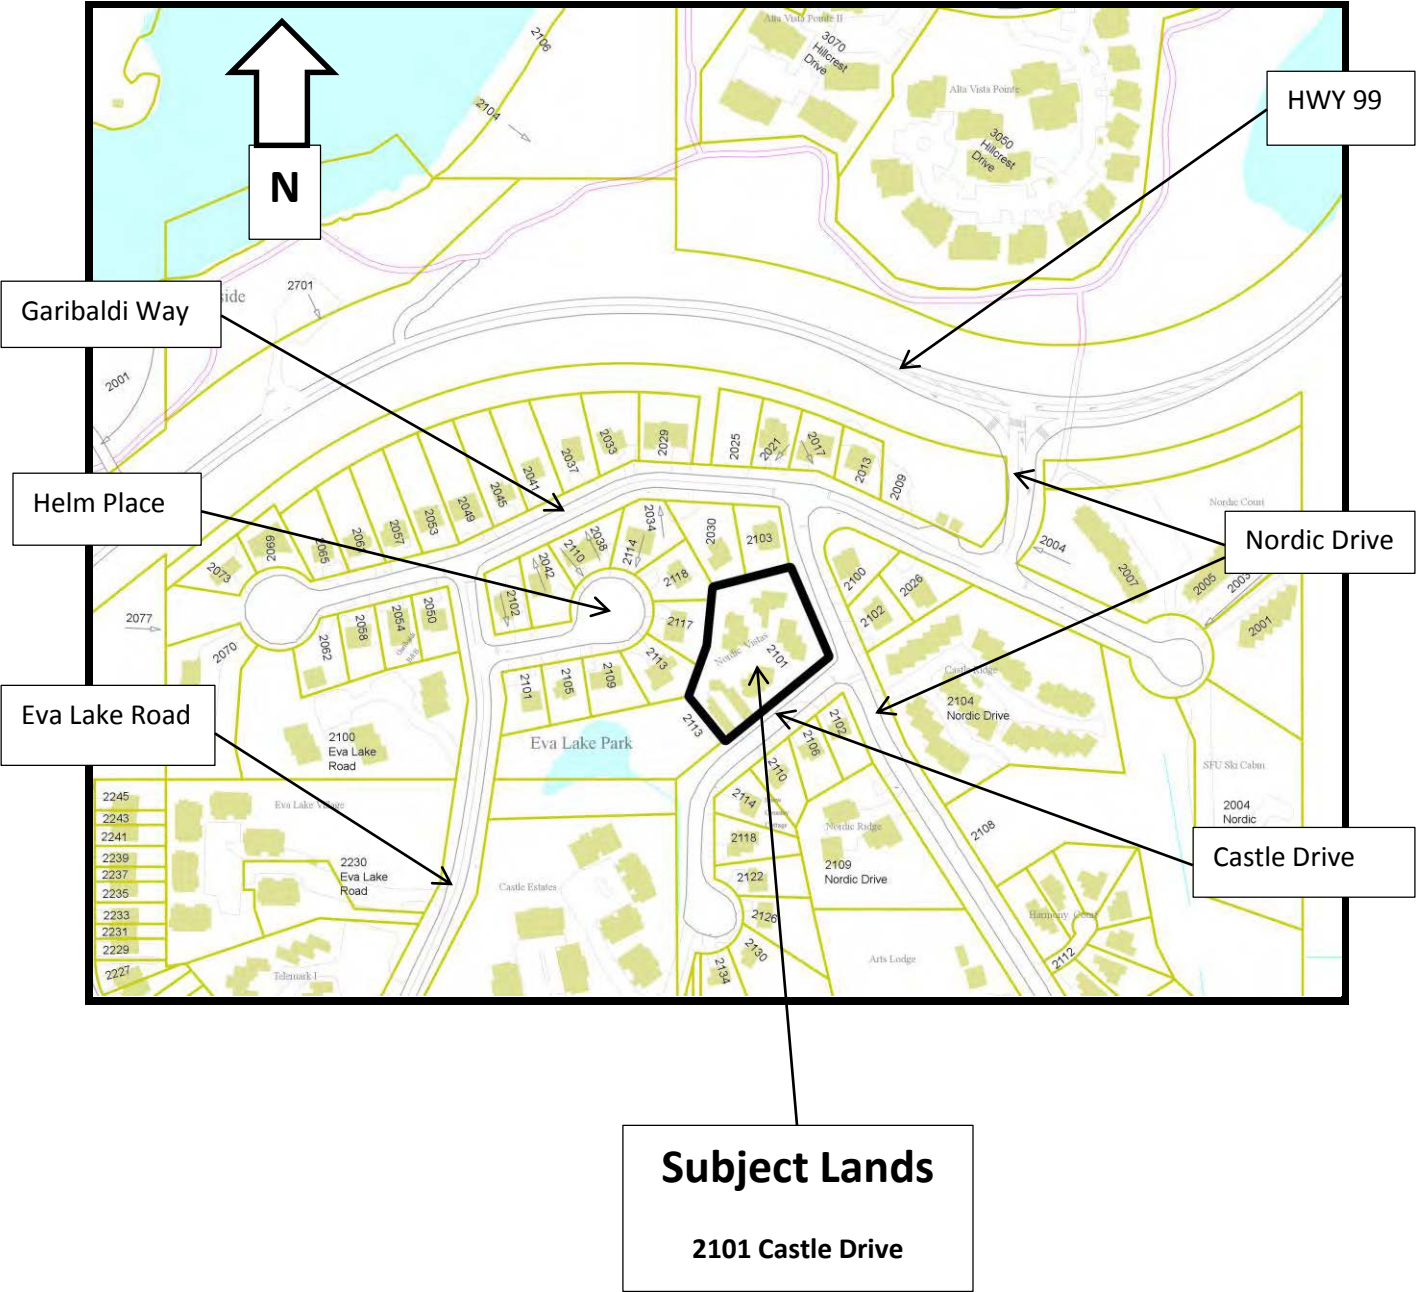 Alta Vista Pointe II
3070
Hillcrest
Drive
2706
2104
Alta Vista Pointe
3050
Hillcrest
Drive
HWY 99
N
2701
side
Garibaldi Way
2001
2029
2025
2021
2017
2013
2009
2033
2037
2041
2045
2049
2053
2057
2065
2069
2073
Helm Place
2077
2070
2062
2058
2054
2050
2042
2110
2038
2114
2034
2030
2103
2102
2118
2117
2113
2101
2105
2109
2113
Nordic Vistas
2101
2100
2102
2026
2004
Nordic Court
2007
2005
2003
2001
Nordic Drive
Castle Ridge
2104
Nordic Drive
Eva Lake Road
2100
Eva Lake
Road
Eva Lake Park
2102
2106
2110
2114
2118
2122
2126
2130
2134
Nordic Ridge
2109
Nordic Drive
2108
SFU Ski Cabin
2004
Nordic
Castle Drive
2245
2243
2241
2239
2237
2235
2233
2231
2229
2227
Eva Lake Village
2230
Eva Lake
Road
Castle Estates
Telemark I
Arts Lodge
Harmony Court
2112
Subject Lands
2101 Castle Drive